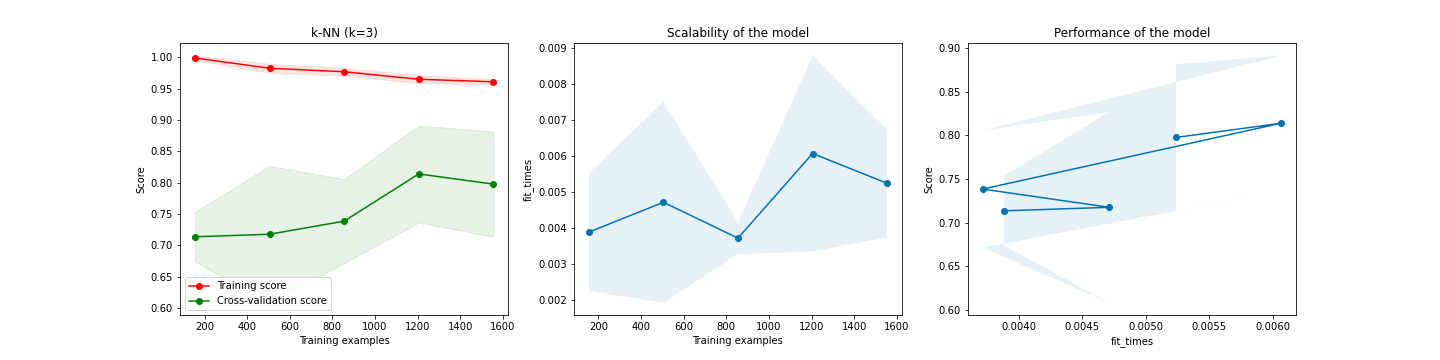 k-NN (k=3)
1.00
0.95
0.90
0.85
0.80
0.75
0.70
0.65
0.60
Score
Training score
Cross-validation score
200 400 600 800 1000 1200 1400 1600
Training examples
Scalability of the model
0.009
0.008
0.007
0.006
0.005
0.004
0.003
0.002
fit_times
200 400 600 800 1000 1200 1400 1600
Training examples
Performance of the model
0.90
0.85
0.80
0.75
0.70
0.65
0.60
Score
0.0040 0.0045 0.0050 0.0055 0.0060
fit_times